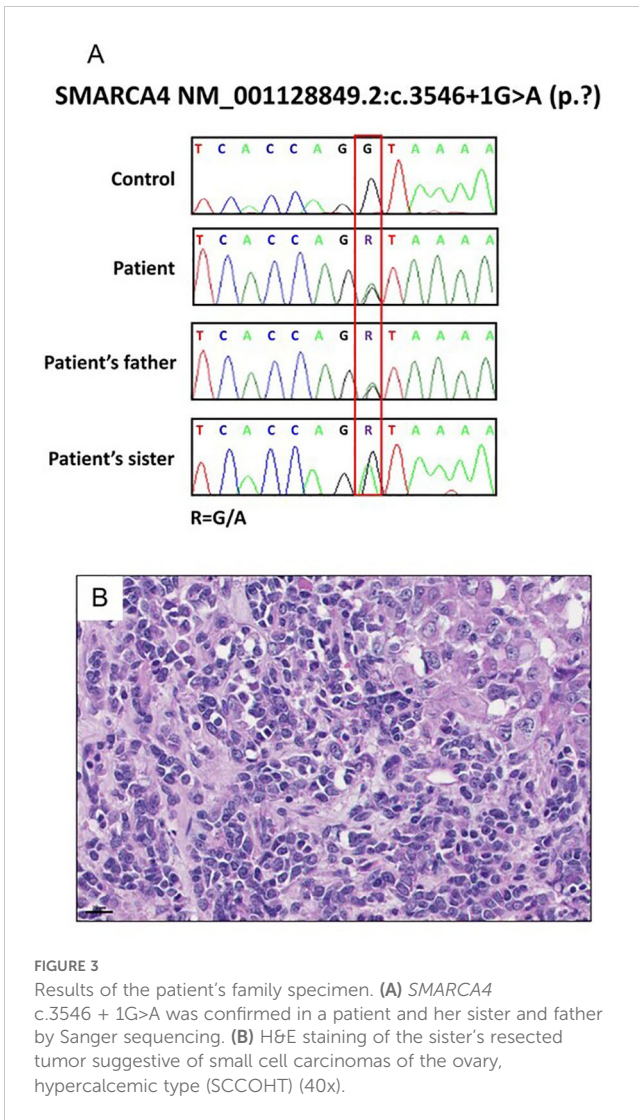 A
SMARCA4 NM_001128849.2:c.3546+1G>A (p.?)
T C A C C A G G T A A A A
Control
T C A C C A G R T A A A A
Patient
T C A C C A G R T A A A A
Patient's father
T C A C C A G R T A A A A
Patient's sister
R=G/A
B
FIGURE 3
Results of the patient's family specimen. (A) SMARCA4
c.3546 + 1G>A was confirmed in a patient and her sister and father
by Sanger sequencing. (B) H&E staining of the sister's resected
tumor suggestive of small cell carcinomas of the ovary,
hypercalcemic type (SCCOHT) (40x).